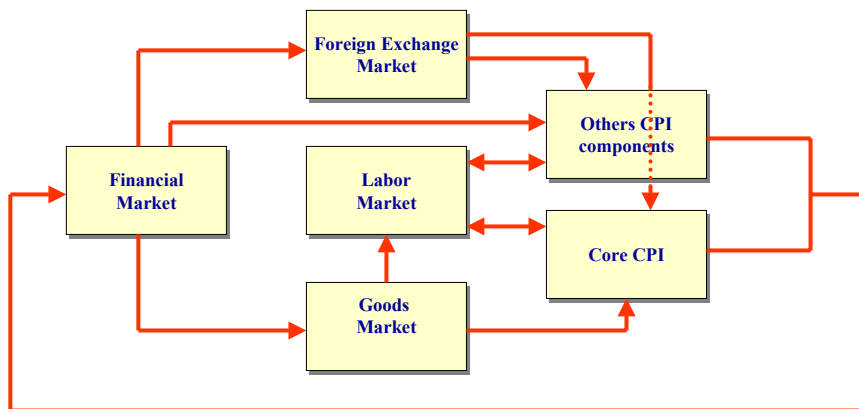 Foreign Exchange
Market
Others CPI
components
Financial
Market
Labor
Market
Core CPI
Goods
Market